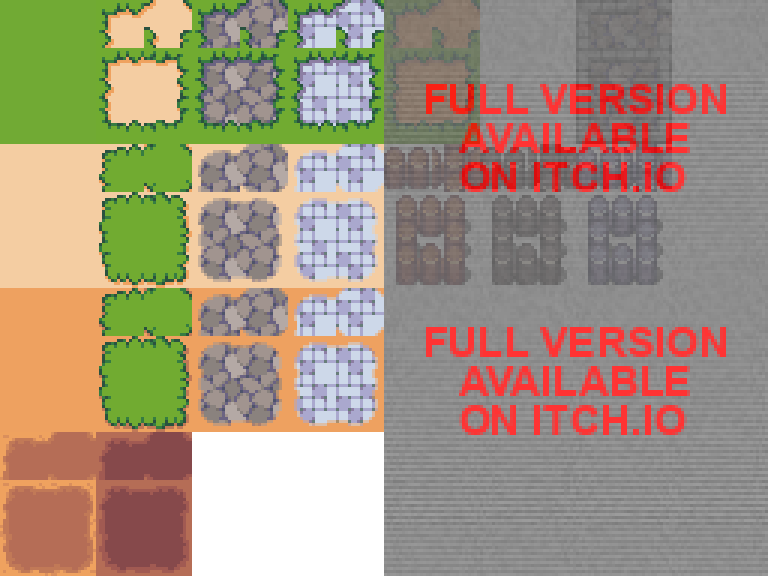 FULL VERSION
AVAILABLE
ON ITCH.IO
FULL VERSION
AVAILABLE
ON ITCH.IO